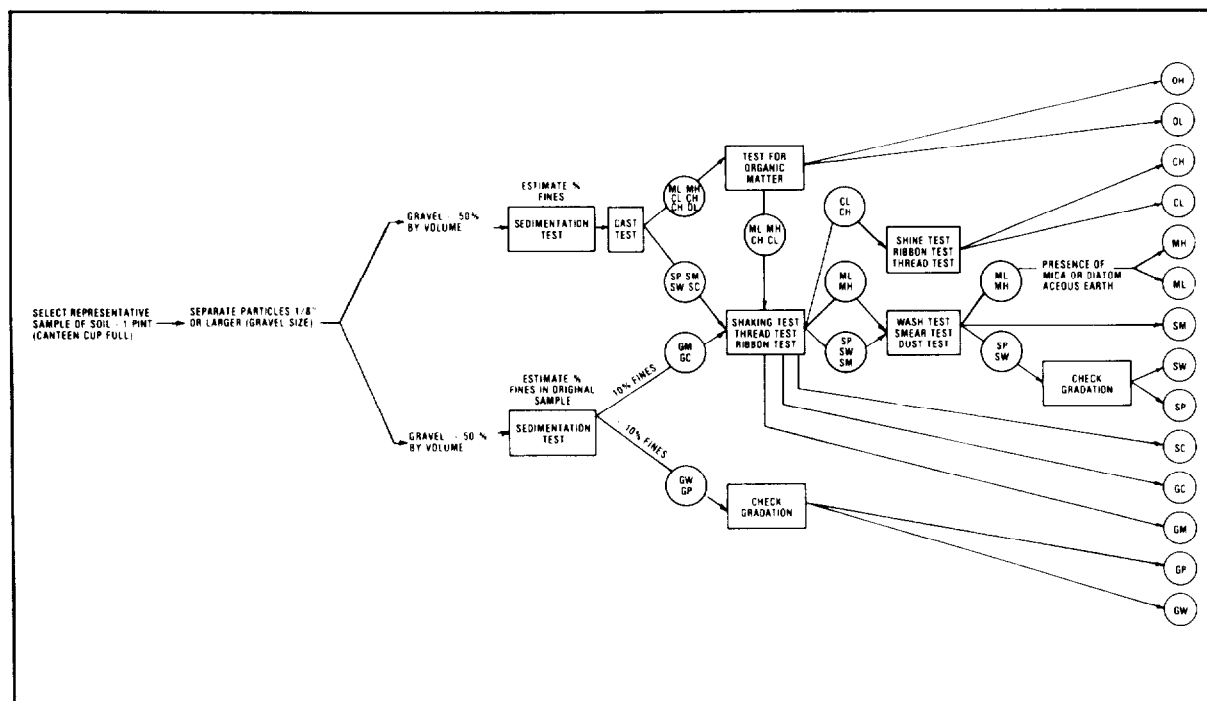 SELECT REPRESENTATIVE
SAMPLE OF SOIL - 1 PINT
(CANTEEN CUP FULL)
SEPARATE PARTICLES 1/8"
OR LARGER (GRAVEL SIZE)
GRAVEL - 50%
BY VOLUME
ESTIMATE %
FINES
SEDIMENTATION
TEST
CAST
TEST
ML MH
CL CH
CH OL
SP SM
SW SC
TEST FOR
ORGANIC
MATTER
ML MH
CH CL
GRAVEL - 50 %
BY VOLUME
ESTIMATE %
FINES IN ORIGINAL
SAMPLE
SEDIMENTATION
TEST
10% FINES
GM
GC
- 10% FINES
GW
GP
CHECK
GRADATION
SHAKING TEST
THREAD TEST
RIBBON TEST
CL
CH
SHINE TEST
RIBBON TEST
THREAD TEST
ML
MH
SP
SW
SM
WASH TEST
SMEAR TEST
DUST TEST
ML
MH
PRESENCE OF
MICA OR DIATOM
ACEOUS EARTH
SP
SW
CHECK
GRADATION
OH
OL
CH
CL
MH
ML
SM
SW
SP
SC
GC
GM
GP
GW